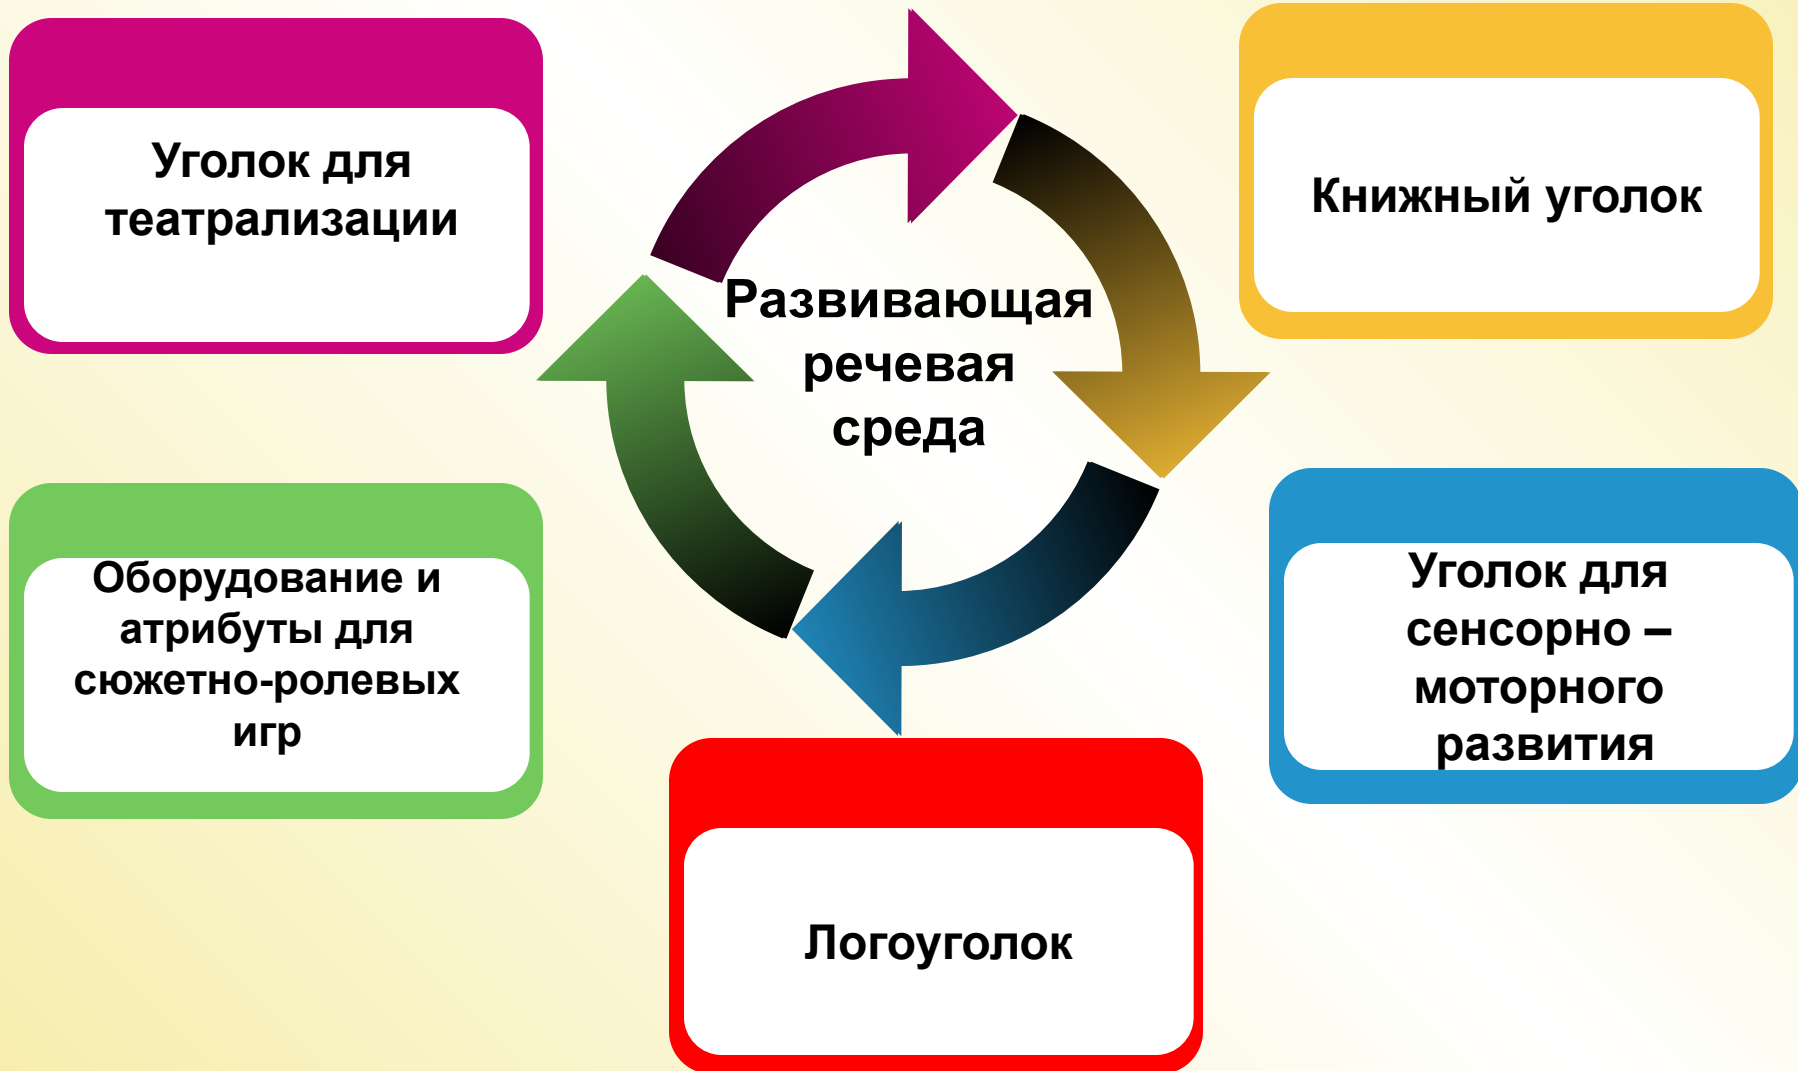 Уголок для
театрализации
Книжный уголок
Развивающая
речевая
среда
Оборудование и
атрибуты для
сюжетно-ролевых
игр
Уголок для
сенсорно –
моторного
развития
Логоуголок